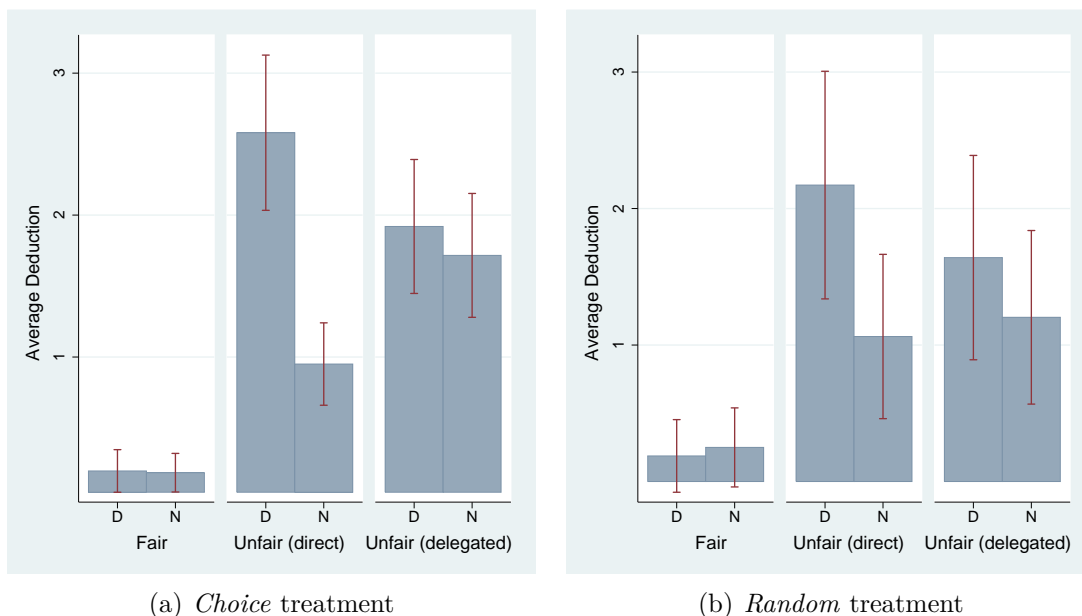 Average Deduction
3
2
1
D N D N D N
Fair Unfair (direct) Unfair (delegated)
(a) Choice treatment
Average Deduction
3
2
1
D N D N D N
Fair Unfair (direct) Unfair (delegated)
(b) Random treatment